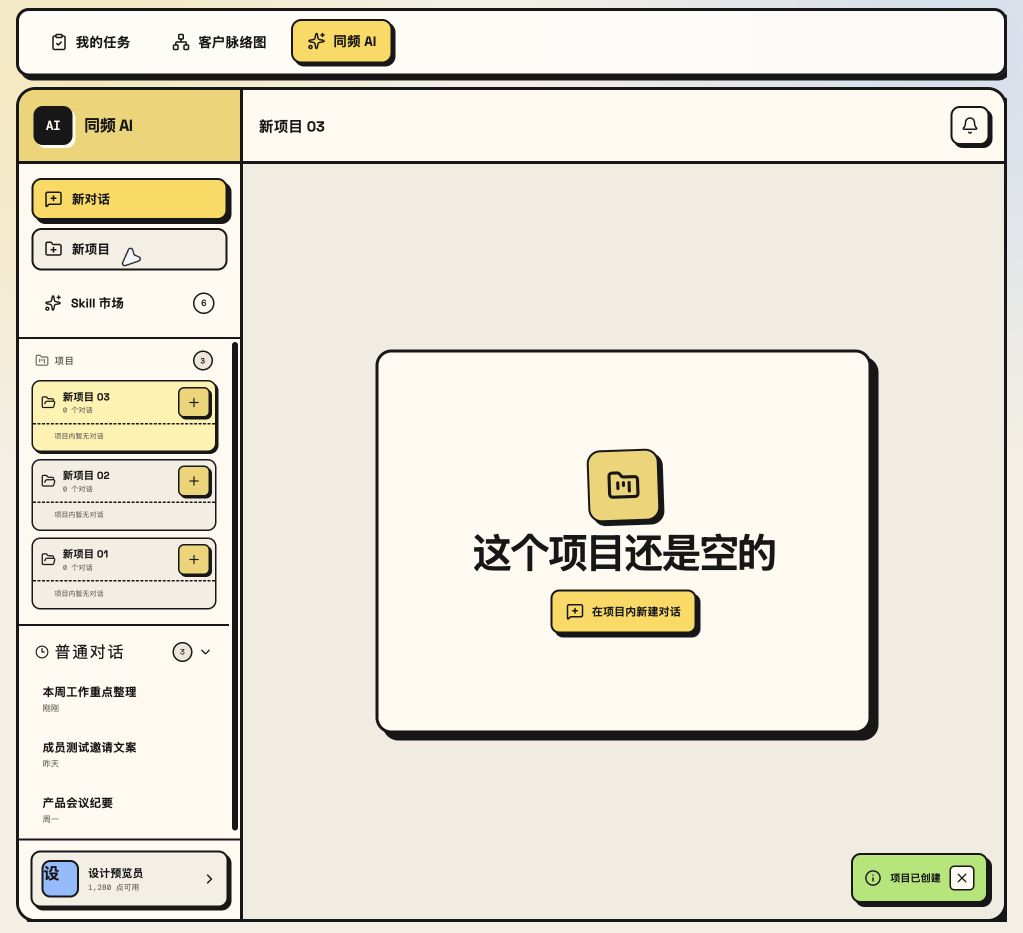 我的任务
客户脉络图
同频 AI
AI
同频 AI
新项目 03
新对话
新项目
Skill 市场
6
项目
3
新项目 03
0 个对话
项目内暂无对话
新项目 02
0 个对话
项目内暂无对话
新项目 01
0 个对话
项目内暂无对话
普通对话
3
本周工作重点整理
刚刚
成员测试邀请文案
昨天
产品会议纪要
周一
设
设计预览员
1,280 点可用
这个项目还是空的
在项目内新建对话
项目已创建